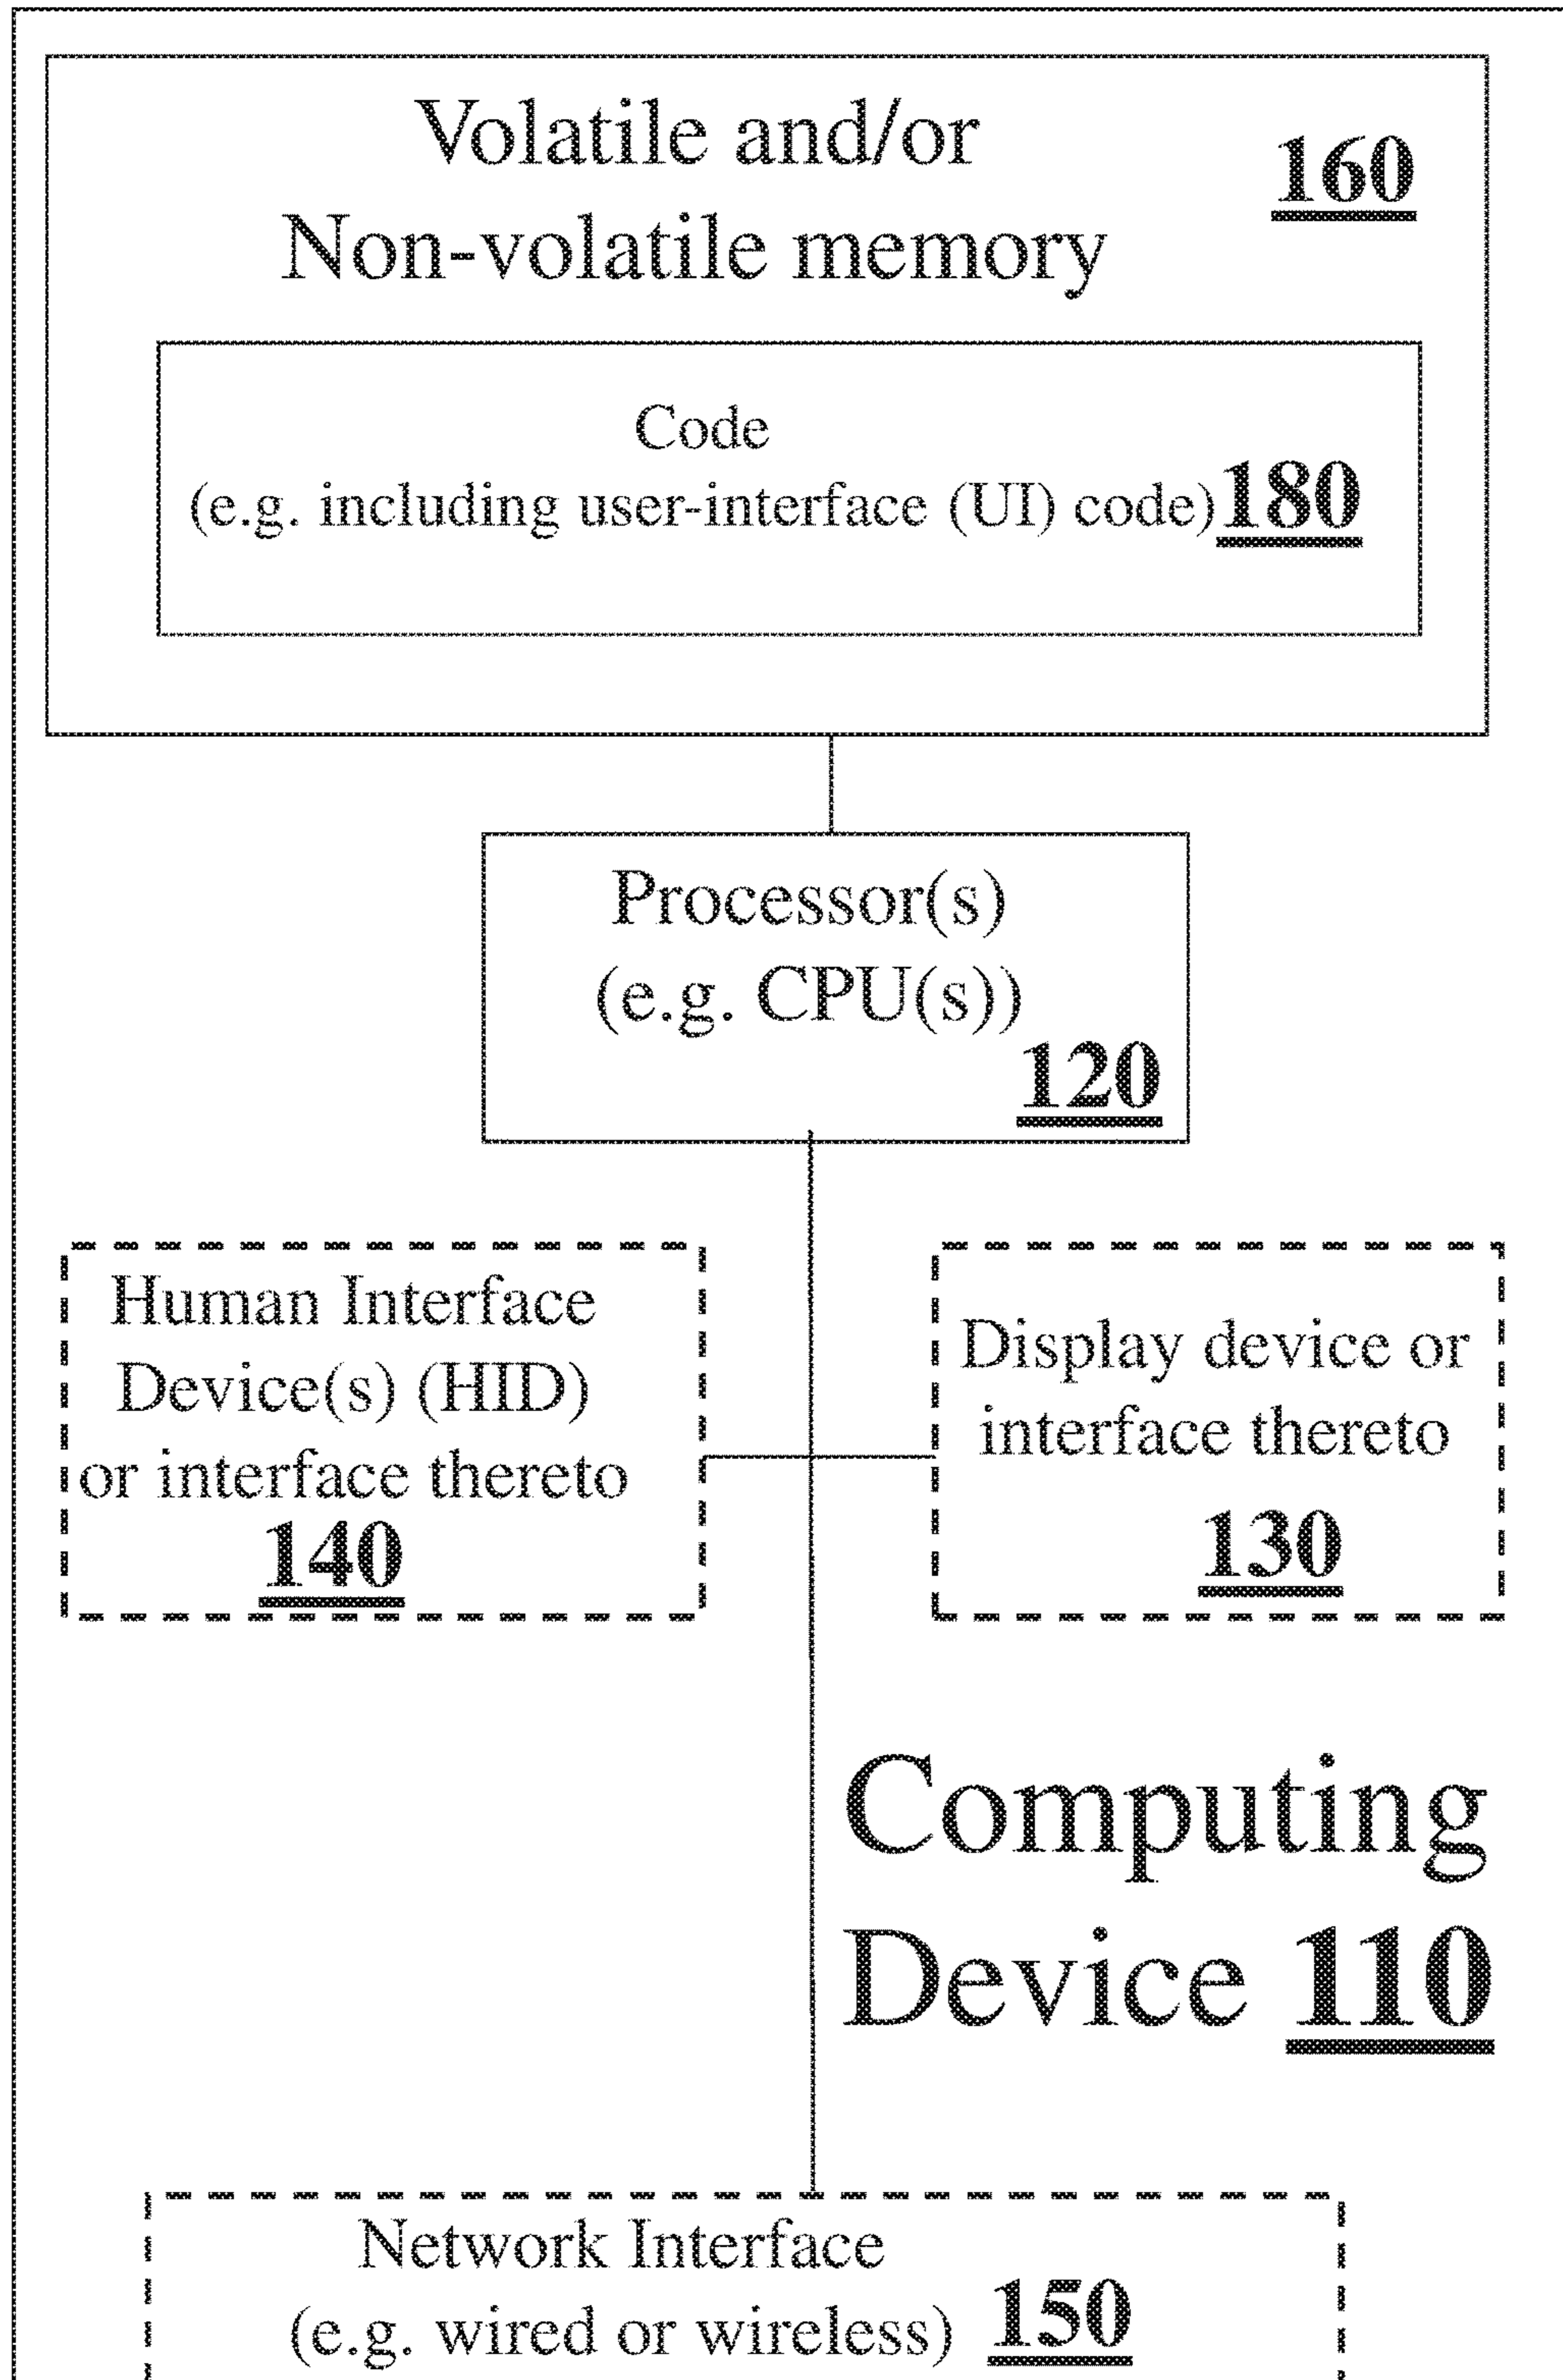 Volatile and/or
Non-volatile memory
160
Code
(e.g. including user-interface (UI) code) 180
Processor(s)
(e.g. CPU(s))
120
Human Interface
Device(s) (HID)
or interface thereto
140
Display device or
interface thereto
130
Computing
Device 110
Network Interface
(e.g. wired or wireless) 150